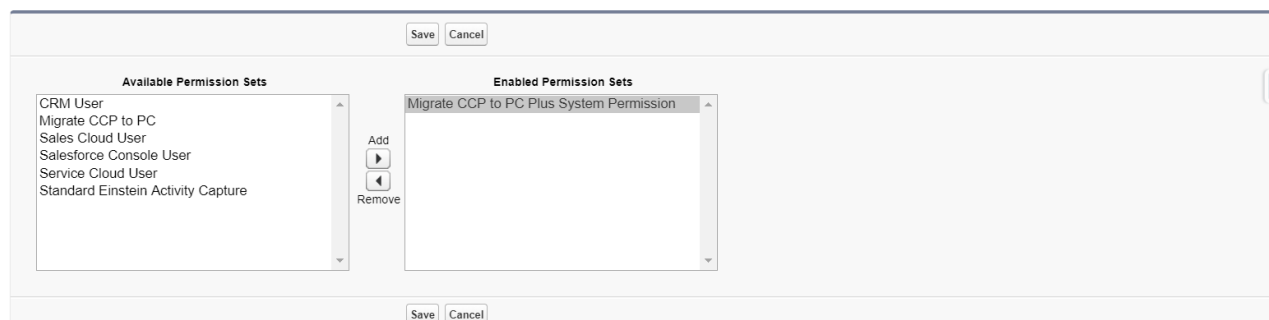 Save Cancel
Available Permission Sets
Enabled Permission Sets
CRM User
Migrate CCP to PC
Sales Cloud User
Salesforce Console User
Service Cloud User
Standard Einstein Activity Capture
Add
Remove
Migrate CCP to PC Plus System Permission
Save Cancel